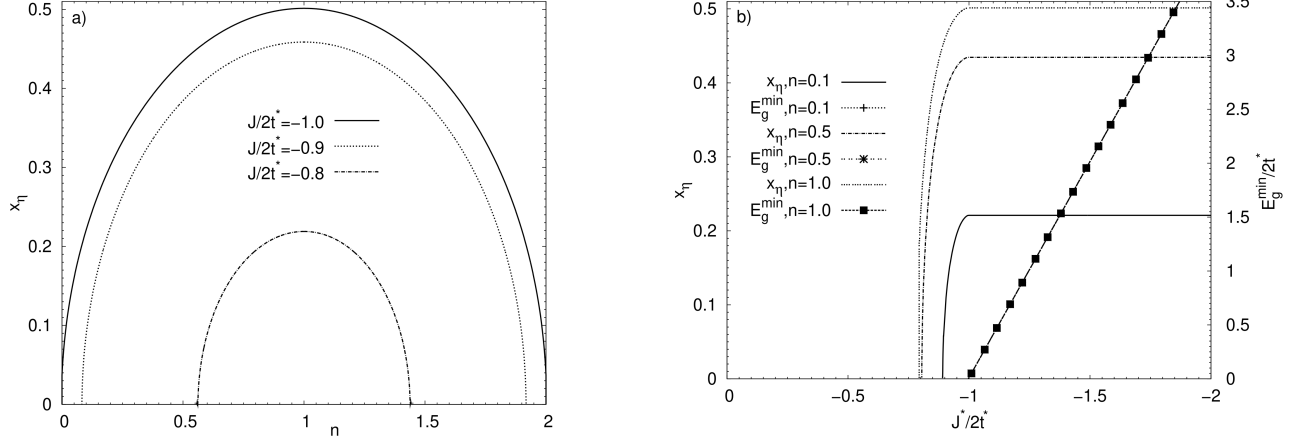 a)
0.5
0.4
0.3
0.2
0.1
0
x_η
J/2t*=−1.0
J/2t*=−0.9
J/2t*=−0.8
0 0.5 1 1.5 2
n
b)
0.5
0.4
0.3
0.2
0.1
0
x_η
x_η,n=0.1
E_g^min,n=0.1
x_η,n=0.5
E_g^min,n=0.5
x_η,n=1.0
E_g^min,n=1.0
3.5
3
2.5
2
1.5
1
0.5
0
E_g^min/2t*
0 −0.5 −1 −1.5 −2
J*/2t*